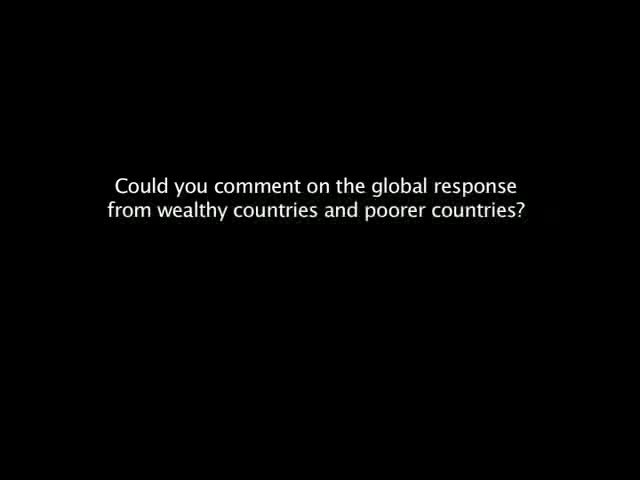 Could you comment on the global response
from wealthy countries and poorer countries?